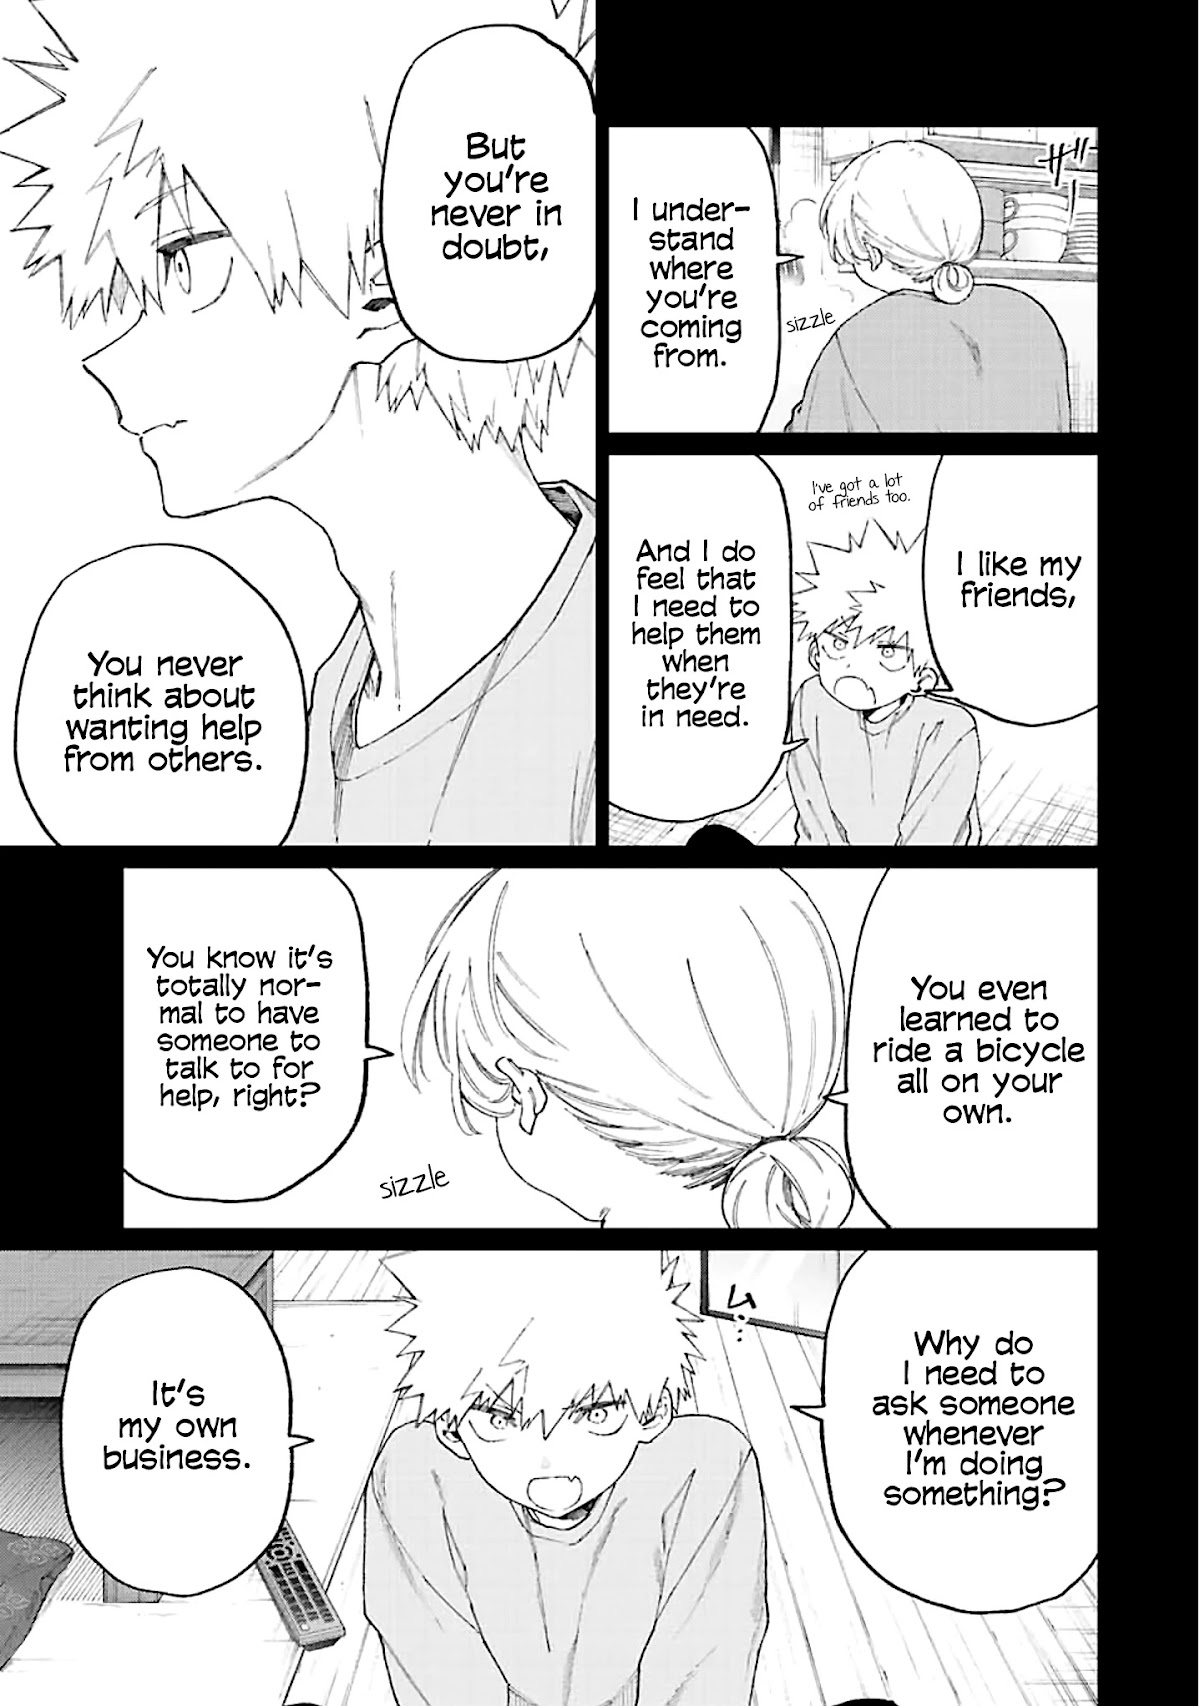 ザー
I under-
stand
where
you're
coming
from.
sizzle
I like my
friends,
I've got a lot
of friends too.
And I do
feel that
I need to
help them
when
they're
in need.
But
you're
never in
doubt,
You never
think about
wanting help
from others.
You even
learned to
ride a bicycle
all on your
own.
You know it's
totally nor-
mal to have
someone to
talk to for
help, right?
sizzle
Why do
I need to
ask someone
whenever
I'm doing
something?
ム…
It's
my own
business.